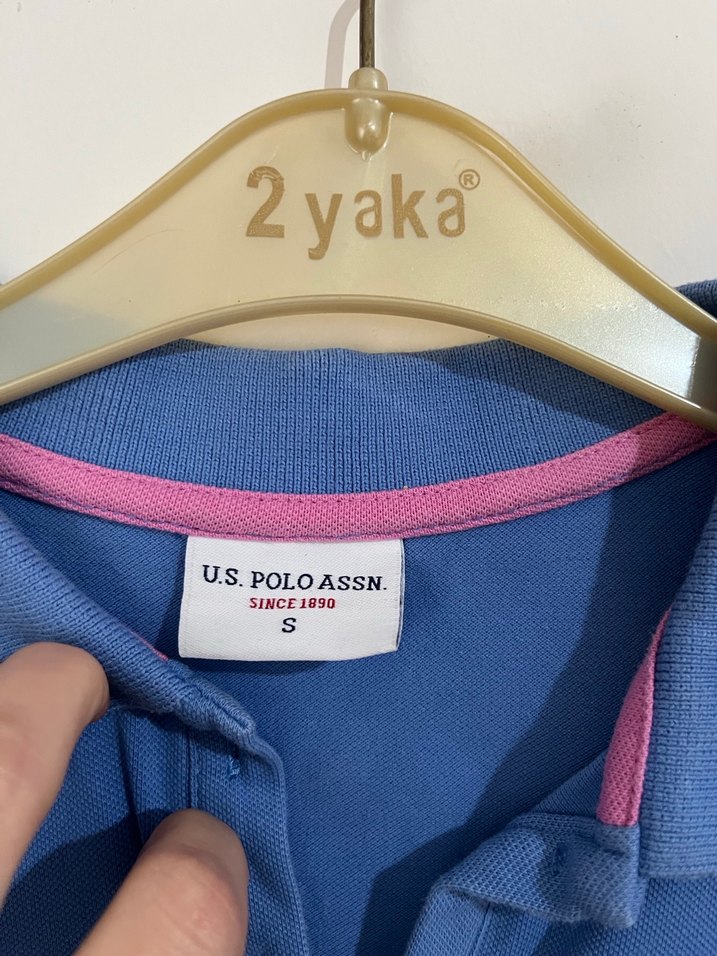 2 yaka®
U.S. POLO ASSN.
SINCE 1890
S